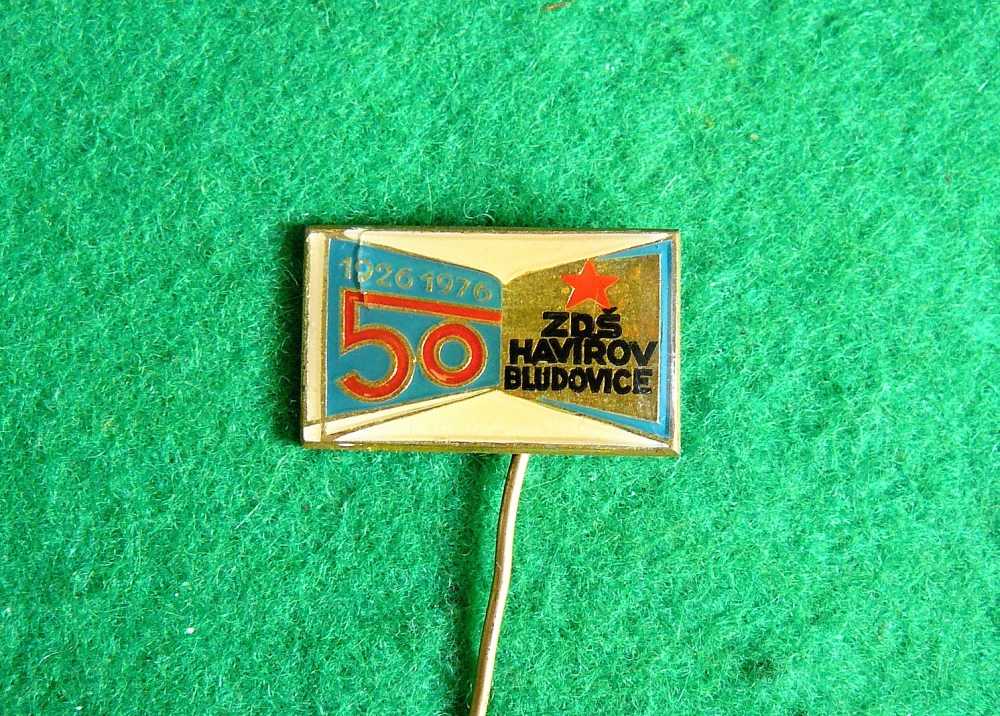 1926 1976
50
ZDŠ
HAVÍŘOV
BLUDOVICE